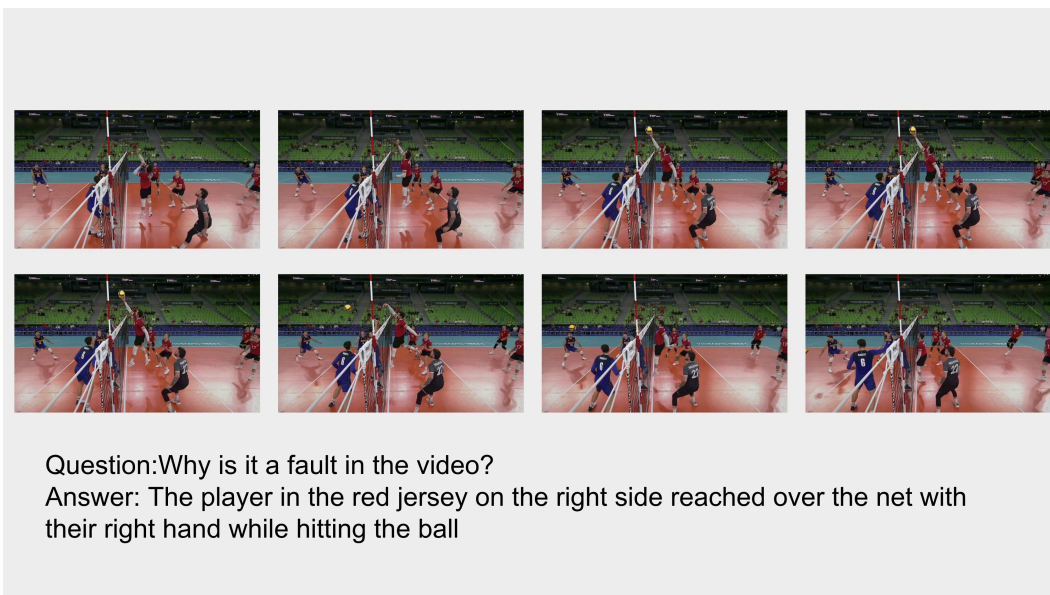 Question:Why is it a fault in the video?
Answer: The player in the red jersey on the right side reached over the net with
their right hand while hitting the ball